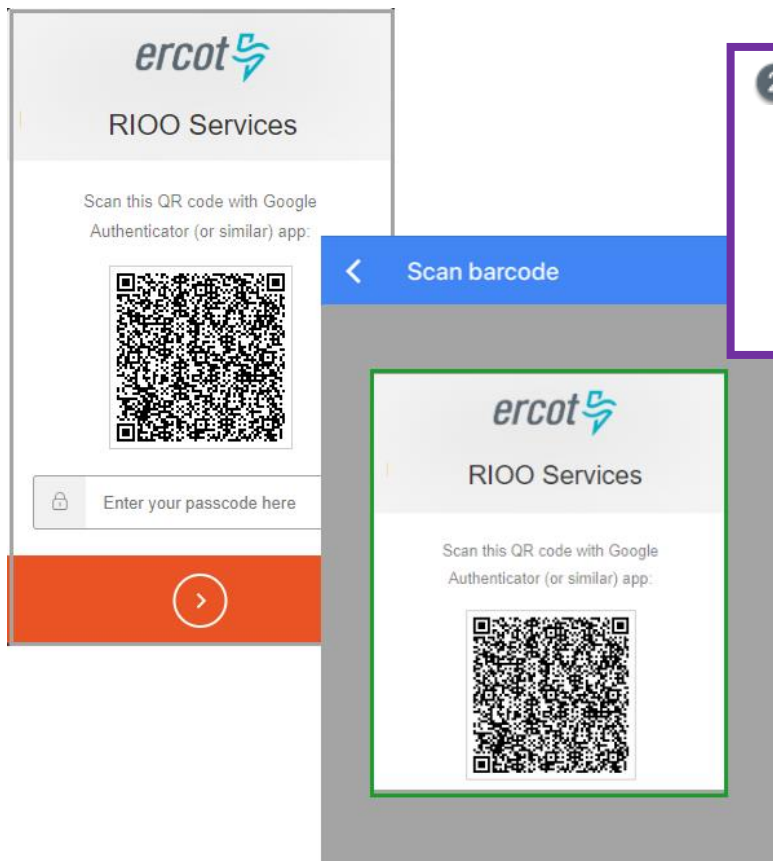 ercot
RIOO Services
Scan this QR code with Google
Authenticator (or similar) app:
Enter your passcode here
2
Scan barcode
ercot
RIOO Services
Scan this QR code with Google
Authenticator (or similar) app: